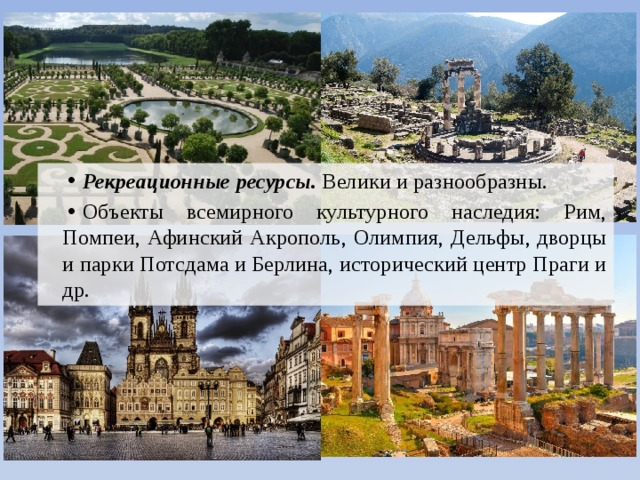 • Рекреационные ресурсы. Велики и разнообразны.
• Объекты всемирного культурного наследия: Рим,
Помпеи, Афинский Акрополь, Олимпия, Дельфы, дворцы
и парки Потсдама и Берлина, исторический центр Праги и
др.